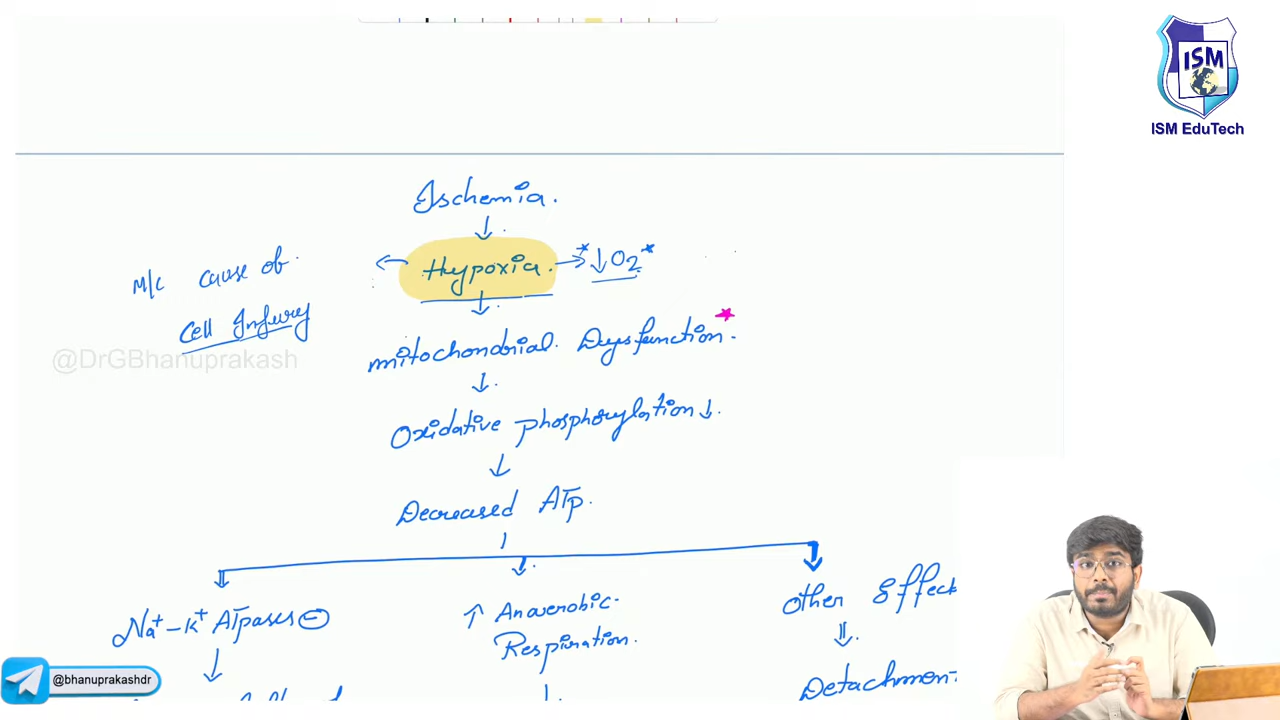 ISM
ISM EduTech
Ischemia.
Hypoxia.
↓O2
M/c cause of
Cell Injury
@DrGBhanuprakash
mitochondrial Dysfunction.
Oxidative phosphorylation↓.
Decreased ATP.
Na+-K+ ATPases
↑ Anaerobic
Respiration.
Other Effect
Detachment
@bhanuprakashdr